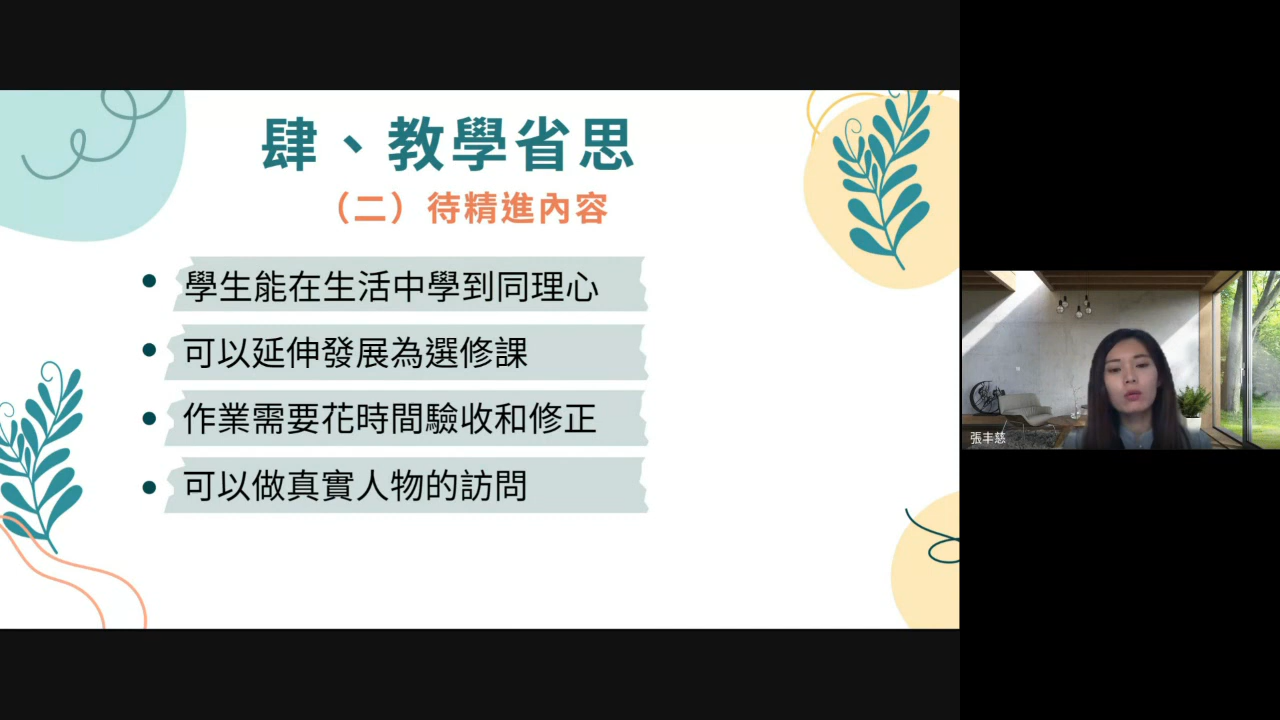 肆、教學省思
（二）待精進內容
• 學生能在生活中學到同理心
• 可以延伸發展為選修課
• 作業需要花時間驗收和修正
• 可以做真實人物的訪問
張丰慈